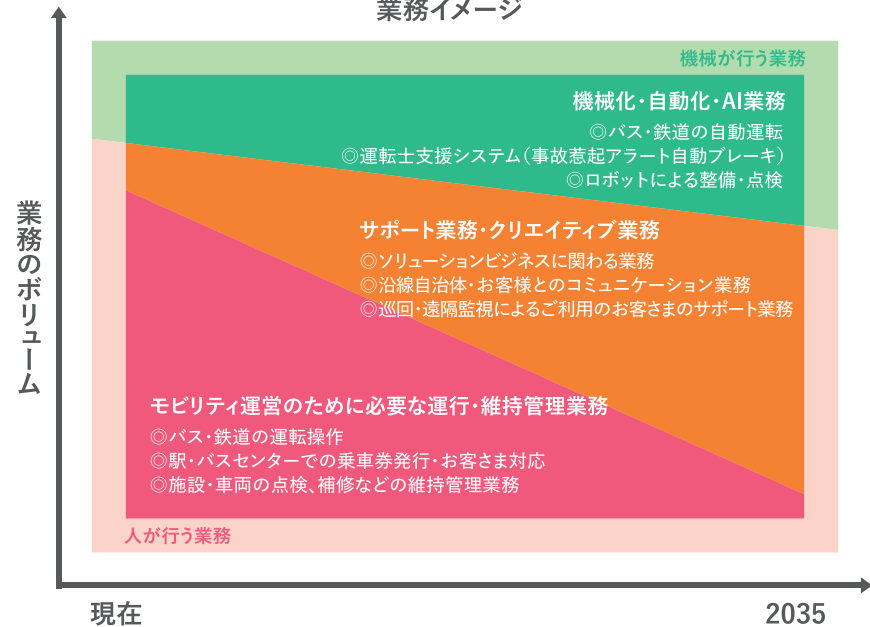 業務イメージ
機械が行う業務
機械化・自動化・AI業務
◎バス・鉄道の自動運転
◎運転士支援システム(事故惹起アラート自動ブレーキ)
◎ロボットによる整備・点検
サポート業務・クリエイティブ業務
◎ソリューションビジネスに関わる業務
◎沿線自治体・お客様とのコミュニケーション業務
◎巡回・遠隔監視によるご利用のお客さまのサポート業務
業務のボリューム
モビリティ運営のために必要な運行・維持管理業務
◎バス・鉄道の運転操作
◎駅・バスセンターでの乗車券発行・お客さま対応
◎施設・車両の点検、補修などの維持管理業務
人が行う業務
現在
2035